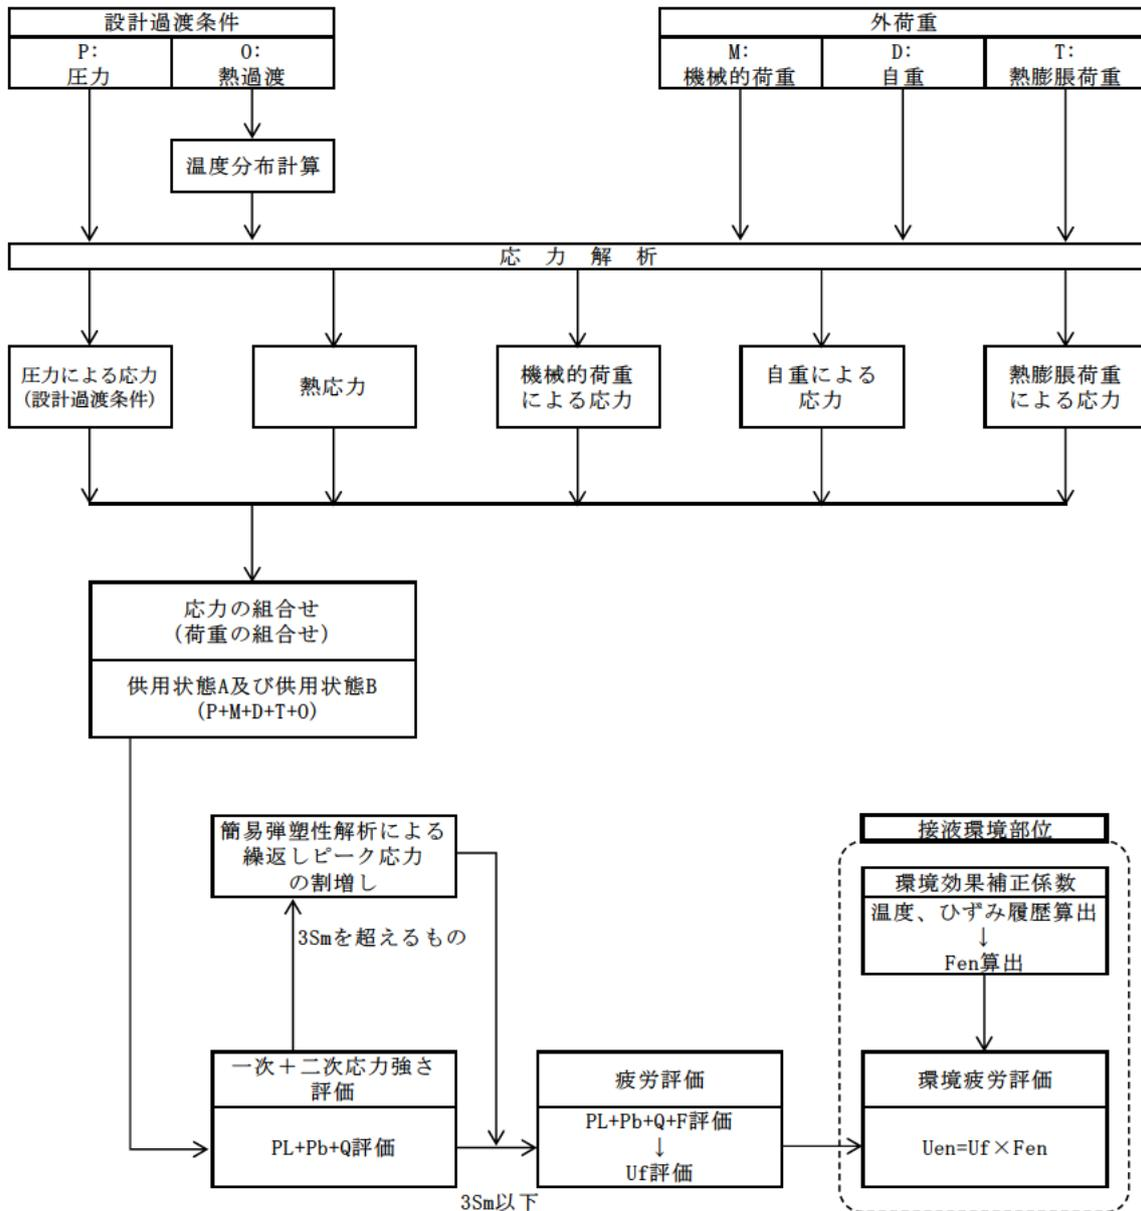 設計過渡条件
P:
圧力
O:
熱過渡
外荷重
M:
機械的荷重
D:
自重
T:
熱膨脹荷重
温度分布計算
応力解析
圧力による応力
(設計過渡条件)
熱応力
機械的荷重
による応力
自重による
応力
熱膨脹荷重
による応力
応力の組合せ
(荷重の組合せ)
供用状態A及び供用状態B
(P+M+D+T+O)
簡易弾塑性解析による
繰返しピーク応力
の割増し
3Smを超えるもの
接液環境部位
環境効果補正係数
温度、ひずみ履歴算出
↓
Fen算出
一次＋二次応力強さ
評価
PL+Pb+Q評価
3Sm以下
疲労評価
PL+Pb+Q+F評価
↓
Uf評価
環境疲労評価
Uen=Uf×Fen